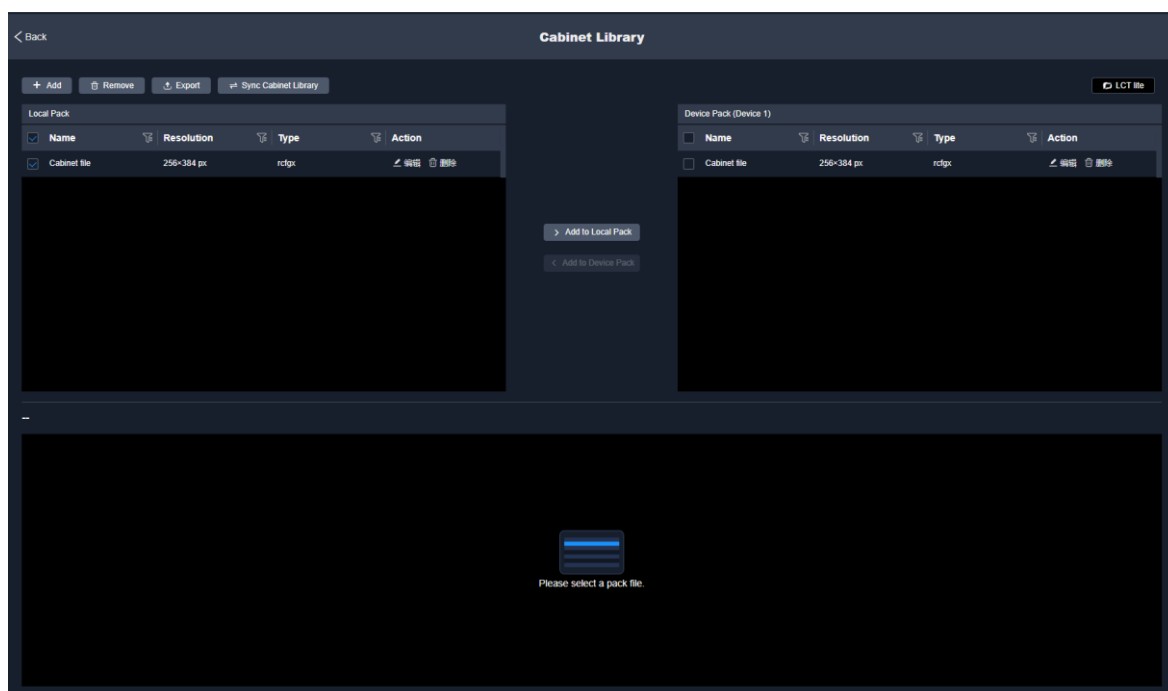 Back
Cabinet Library
+ Add Remove Export Sync Cabinet Library LCT lite
Local Pack
Name Resolution Type Action
Cabinet file 256×384 px rcfgx 编辑 删除
Device Pack (Device 1)
Name Resolution Type Action
Cabinet file 256×384 px rcfgx 编辑 删除
> Add to Local Pack
< Add to Device Pack
--
Please select a pack file.